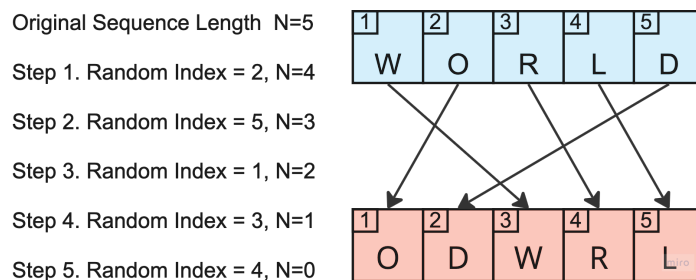 Original Sequence Length N=5
Step 1. Random Index = 2, N=4
Step 2. Random Index = 5, N=3
Step 3. Random Index = 1, N=2
Step 4. Random Index = 3, N=1
Step 5. Random Index = 4, N=0
1 2 3 4 5
W O R L D
1 2 3 4 5
O D W R L
miro